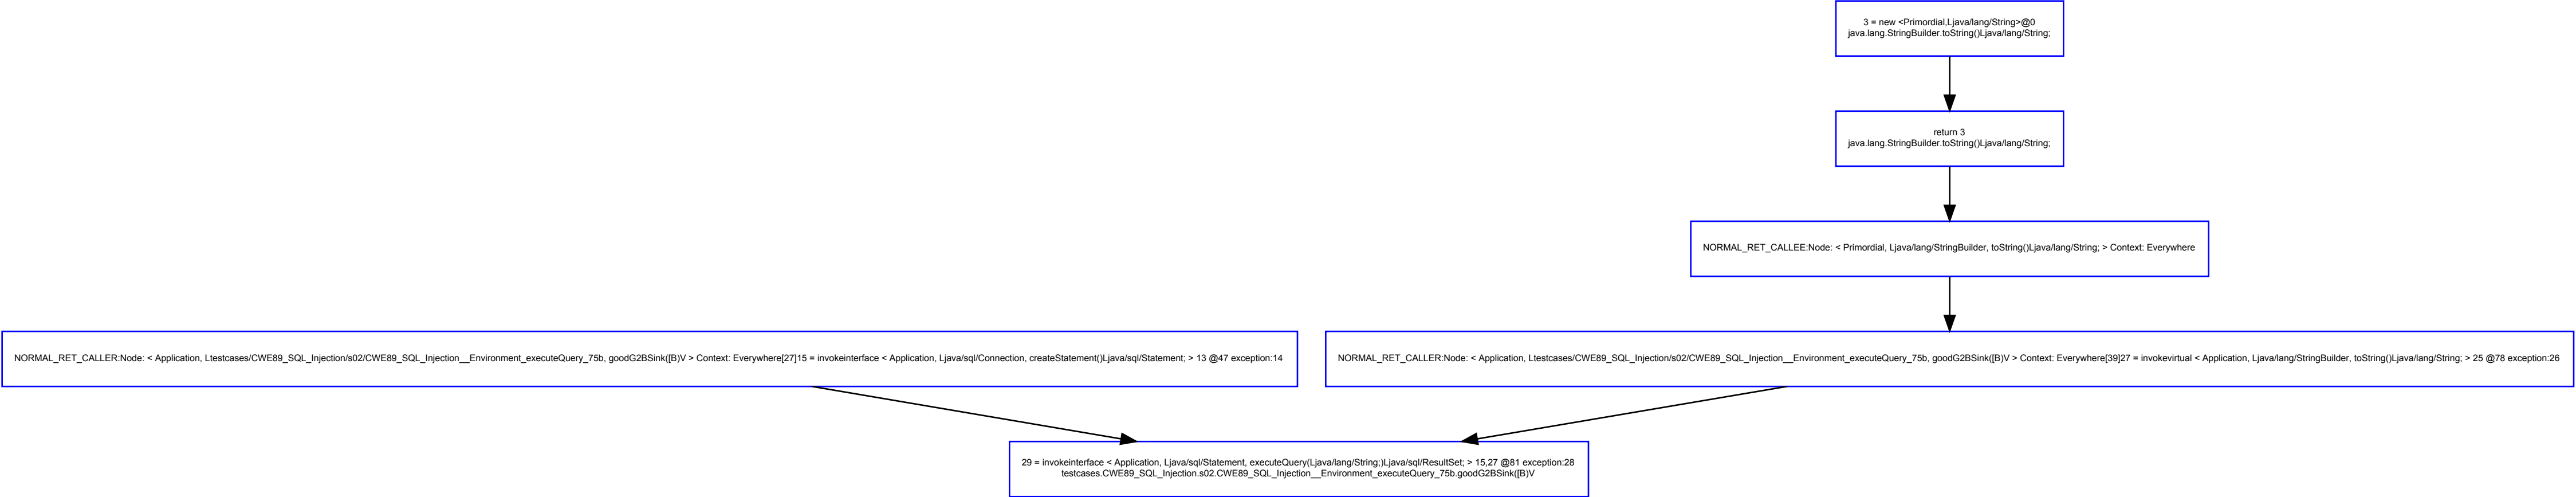 3 = new <Primordial,Ljava/lang/String>@0
java.lang.StringBuilder.toString()Ljava/lang/String;
return 3
java.lang.StringBuilder.toString()Ljava/lang/String;
NORMAL_RET_CALLEE:Node: < Primordial, Ljava/lang/StringBuilder, toString()Ljava/lang/String; > Context: Everywhere
NORMAL_RET_CALLER:Node: < Application, Ltestcases/CWE89_SQL_Injection/s02/CWE89_SQL_Injection__Environment_executeQuery_75b, goodG2BSink([B)V > Context: Everywhere[27]15 = invokeinterface < Application, Ljava/sql/Connection, createStatement()Ljava/sql/Statement; > 13 @47 exception:14
NORMAL_RET_CALLER:Node: < Application, Ltestcases/CWE89_SQL_Injection/s02/CWE89_SQL_Injection__Environment_executeQuery_75b, goodG2BSink([B)V > Context: Everywhere[39]27 = invokevirtual < Application, Ljava/lang/StringBuilder, toString()Ljava/lang/String; > 25 @78 exception:26
29 = invokeinterface < Application, Ljava/sql/Statement, executeQuery(Ljava/lang/String;)Ljava/sql/ResultSet; > 15,27 @81 exception:28
testcases.CWE89_SQL_Injection.s02.CWE89_SQL_Injection__Environment_executeQuery_75b.goodG2BSink([B)V